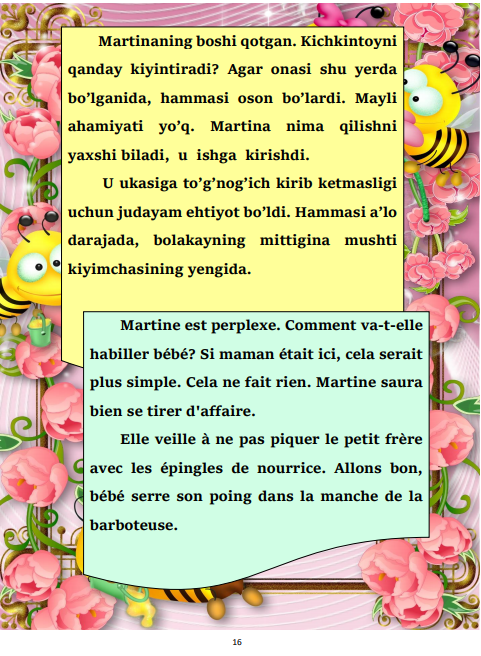 Martinaning boshi qotgan. Kichkintoyni
qanday kiyintiradi? Agar onasi shu yerda
bo’lganida, hammasi oson bo’lardi. Mayli
ahamiyati yo’q. Martina nima qilishni
yaxshi biladi, u ishga kirishdi.
U ukasiga to’g’nog’ich kirib ketmasligi
uchun judayam ehtiyot bo’ldi. Hammasi a’lo
darajada, bolakayning mittigina mushti
kiyimchasining yengida.
Martine est perplexe. Comment va-t-elle
habiller bébé? Si maman était ici, cela serait
plus simple. Cela ne fait rien. Martine saura
bien se tirer d'affaire.
Elle veille à ne pas piquer le petit frère
avec les épingles de nourrice. Allons bon,
bébé serre son poing dans la manche de la
barboteuse.
16